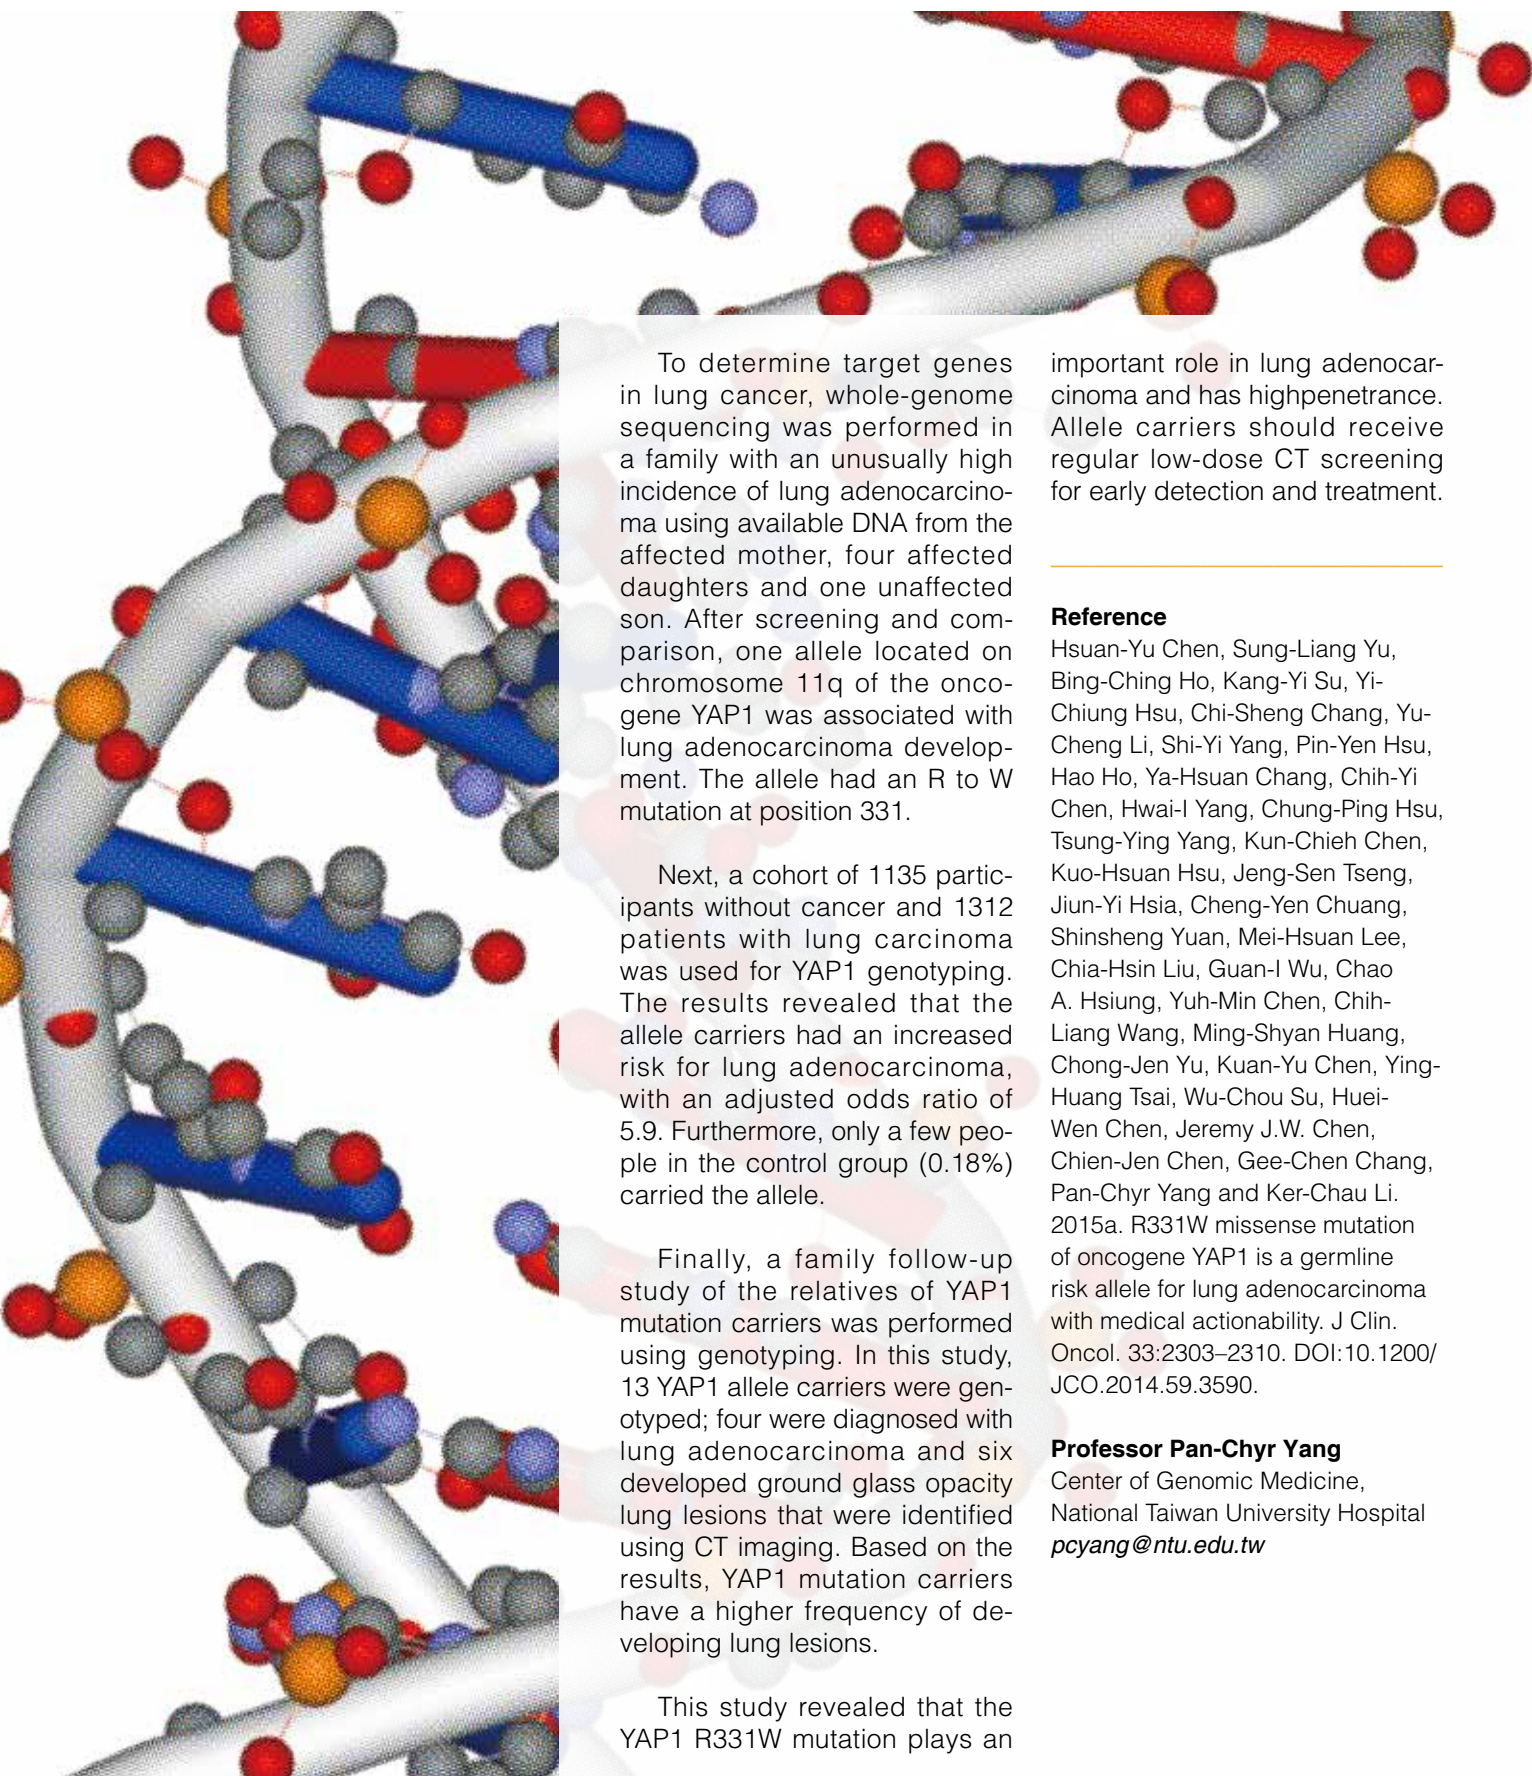 To determine target genes
in lung cancer, whole-genome
sequencing was performed in
a family with an unusually high
incidence of lung adenocarcino-
ma using available DNA from the
affected mother, four affected
daughters and one unaffected
son. After screening and com-
parison, one allele located on
chromosome 11q of the onco-
gene YAP1 was associated with
lung adenocarcinoma develop-
ment. The allele had an R to W
mutation at position 331.
Next, a cohort of 1135 partic-
ipants without cancer and 1312
patients with lung carcinoma
was used for YAP1 genotyping.
The results revealed that the
allele carriers had an increased
risk for lung adenocarcinoma,
with an adjusted odds ratio of
5.9. Furthermore, only a few peo-
ple in the control group (0.18%)
carried the allele.
Finally, a family follow-up
study of the relatives of YAP1
mutation carriers was performed
using genotyping. In this study,
13 YAP1 allele carriers were gen-
otyped; four were diagnosed with
lung adenocarcinoma and six
developed ground glass opacity
lung lesions that were identified
using CT imaging. Based on the
results, YAP1 mutation carriers
have a higher frequency of de-
veloping lung lesions.
This study revealed that the
YAP1 R331W mutation plays an
important role in lung adenocar-
cinoma and has highpenetrance.
Allele carriers should receive
regular low-dose CT screening
for early detection and treatment.
Reference
Hsuan-Yu Chen, Sung-Liang Yu,
Bing-Ching Ho, Kang-Yi Su, Yi-
Chiung Hsu, Chi-Sheng Chang, Yu-
Cheng Li, Shi-Yi Yang, Pin-Yen Hsu,
Hao Ho, Ya-Hsuan Chang, Chih-Yi
Chen, Hwai-I Yang, Chung-Ping Hsu,
Tsung-Ying Yang, Kun-Chieh Chen,
Kuo-Hsuan Hsu, Jeng-Sen Tseng,
Jiun-Yi Hsia, Cheng-Yen Chuang,
Shinsheng Yuan, Mei-Hsuan Lee,
Chia-Hsin Liu, Guan-I Wu, Chao
A. Hsiung, Yuh-Min Chen, Chih-
Liang Wang, Ming-Shyan Huang,
Chong-Jen Yu, Kuan-Yu Chen, Ying-
Huang Tsai, Wu-Chou Su, Huei-
Wen Chen, Jeremy J.W. Chen,
Chien-Jen Chen, Gee-Chen Chang,
Pan-Chyr Yang and Ker-Chau Li.
2015a. R331W missense mutation
of oncogene YAP1 is a germline
risk allele for lung adenocarcinoma
with medical actionability. J Clin.
Oncol. 33:2303–2310. DOI:10.1200/
JCO.2014.59.3590.
Professor Pan-Chyr Yang
Center of Genomic Medicine,
National Taiwan University Hospital
pcyang@ntu.edu.tw